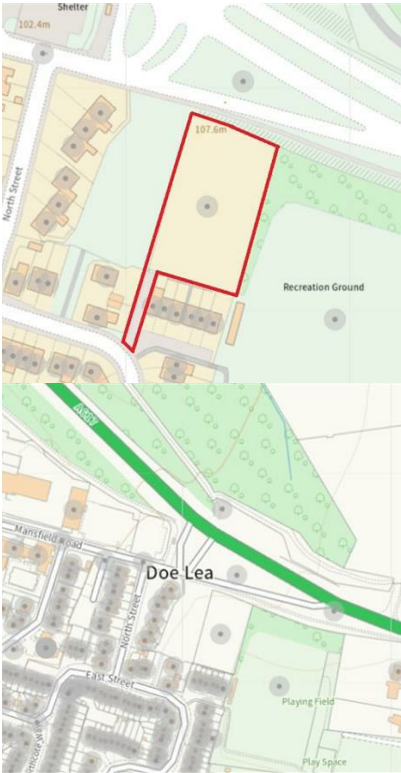 Shelter
102.4m
107.6m
North Street
Recreation Ground
A617
Mansfield Road
Doe Lea
North Street
East Street
Playing Field
Play Space